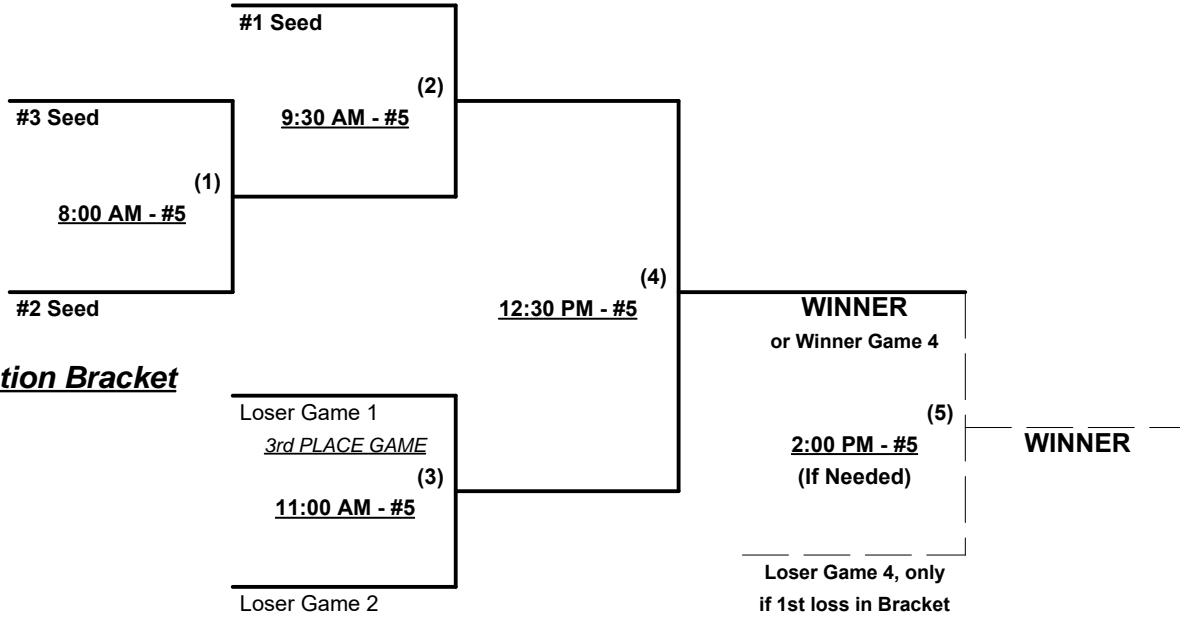 #1 Seed
(2)
9:30 AM - #5
#3 Seed
(1)
8:00 AM - #5
#2 Seed
(4)
12:30 PM - #5
WINNER
or Winner Game 4
tion Bracket
Loser Game 1
3rd PLACE GAME
(3)
11:00 AM - #5
Loser Game 2
(5)
2:00 PM - #5
(If Needed)
WINNER
Loser Game 4, only
if 1st loss in Bracket